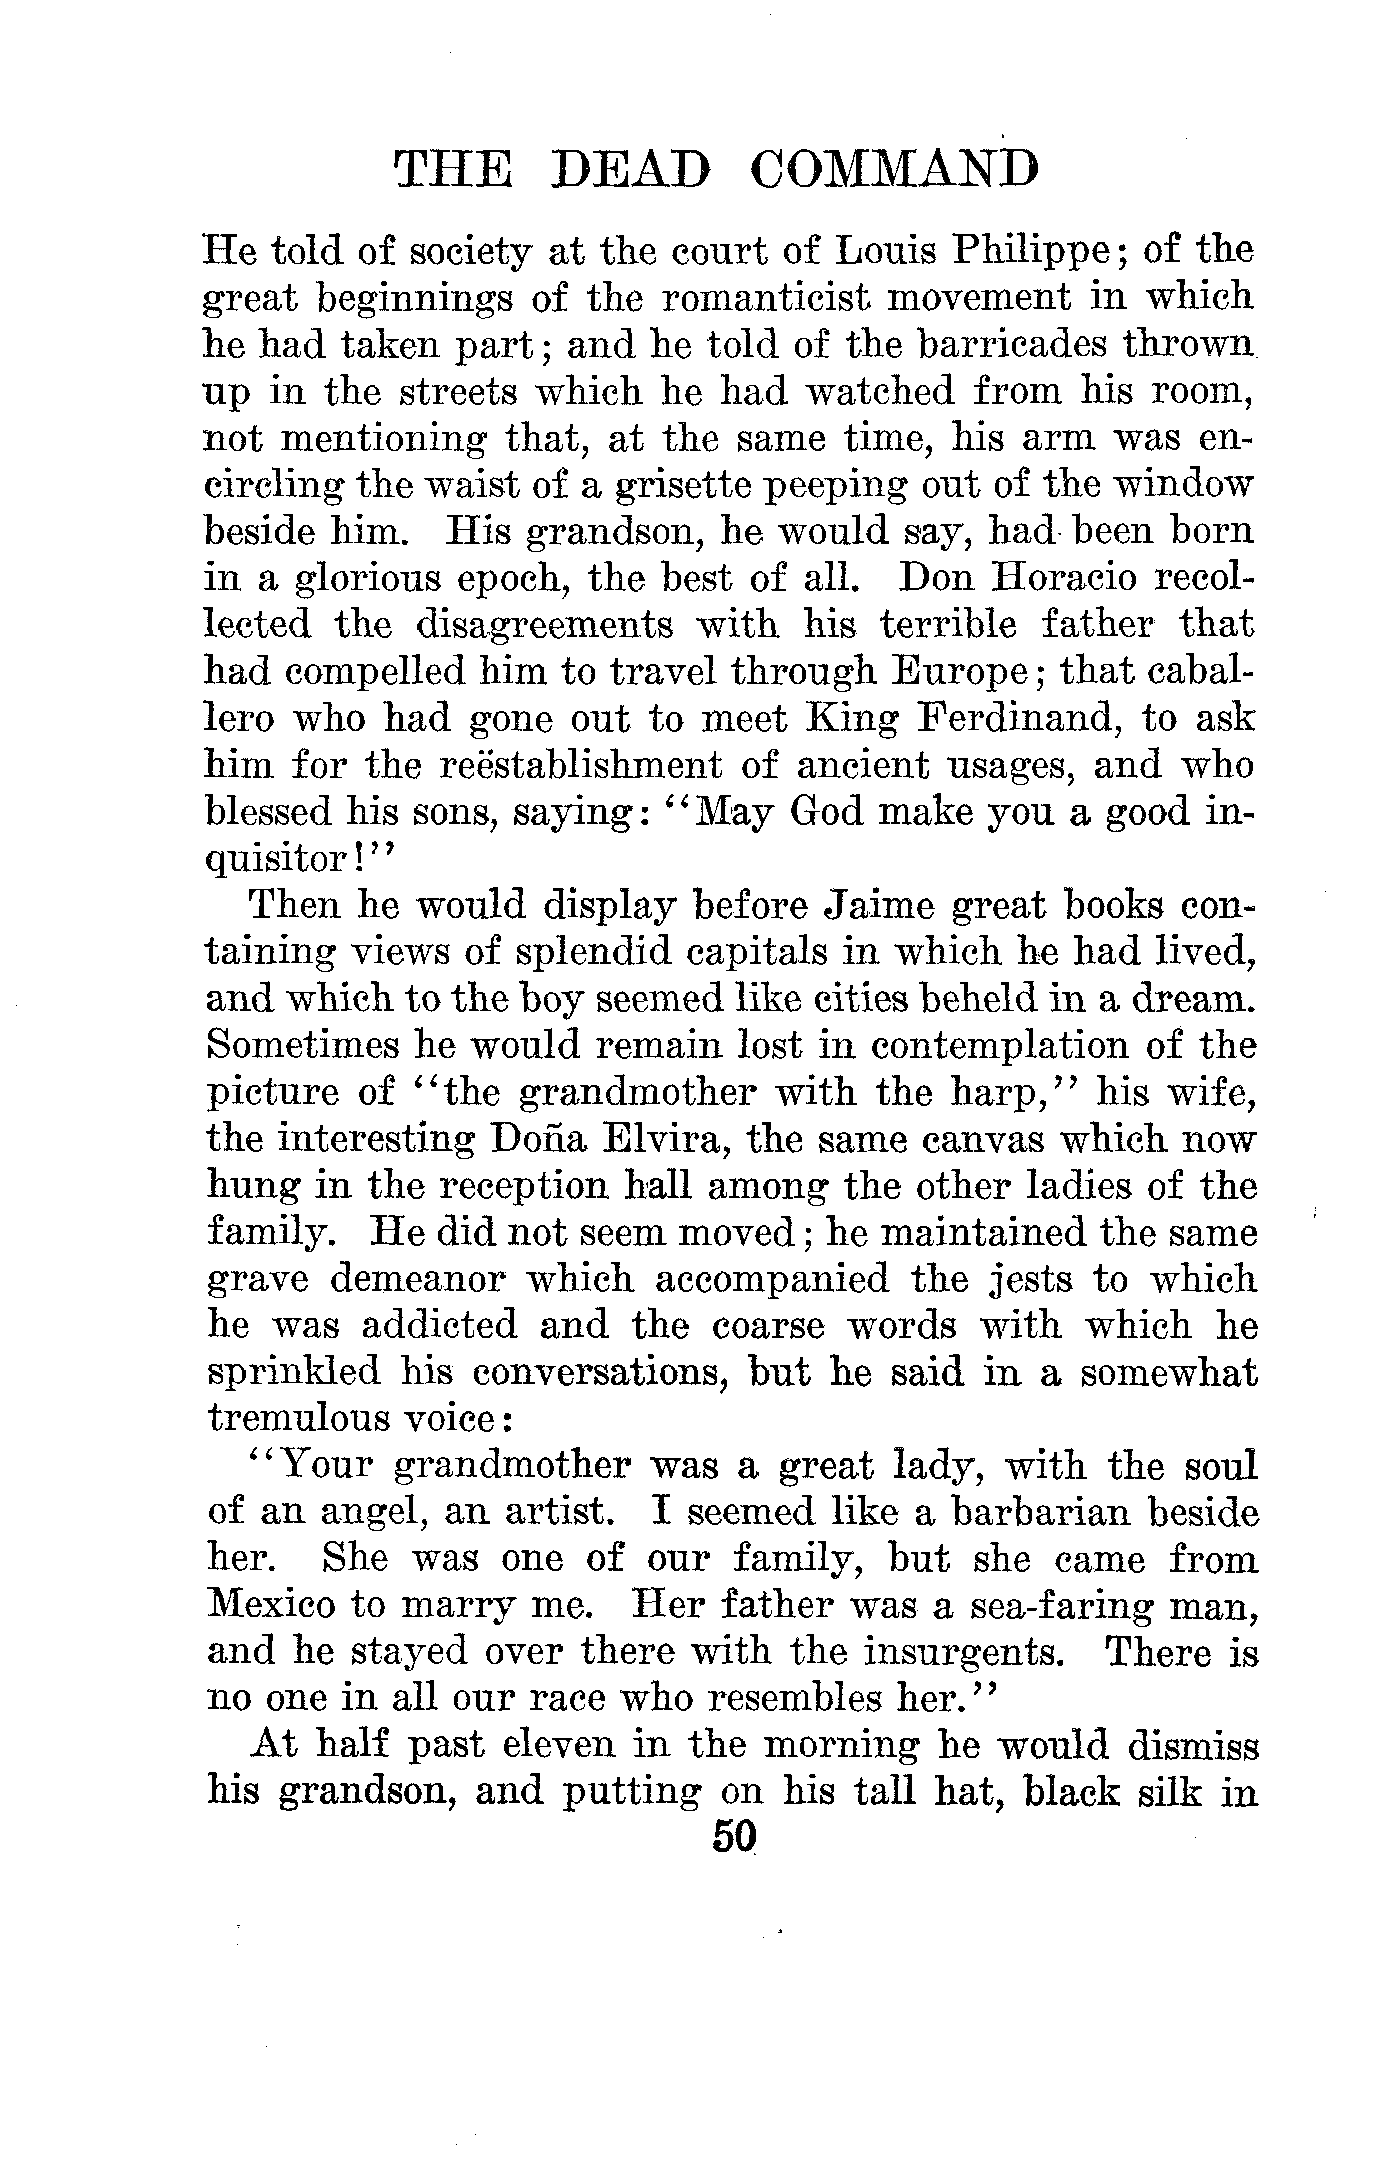 THE DEAD COMMAND
He told of society at the court of Louis Philippe; of the
great beginnings of the romanticist movement in which
he had taken part; and he told of the barricades thrown
up in the streets which he had watched from his room,
not mentioning that, at the same time, his arm was en-
circling the waist of a grisette peeping out of the window
beside him. His grandson, he would say, had been born
in a glorious epoch, the best of all. Don Horacio recol-
lected the disagreements with his terrible father that
had compelled him to travel through Europe; that cabal-
lero who had gone out to meet King Ferdinand, to ask
him for the reëstablishment of ancient usages, and who
blessed his sons, saying: "May God make you a good in-
quisitor!"
Then he would display before Jaime great books con-
taining views of splendid capitals in which he had lived,
and which to the boy seemed like cities beheld in a dream.
Sometimes he would remain lost in contemplation of the
picture of "the grandmother with the harp," his wife,
the interesting Doña Elvira, the same canvas which now
hung in the reception hall among the other ladies of the
family. He did not seem moved; he maintained the same
grave demeanor which accompanied the jests to which
he was addicted and the coarse words with which he
sprinkled his conversations, but he said in a somewhat
tremulous voice:
"Your grandmother was a great lady, with the soul
of an angel, an artist. I seemed like a barbarian beside
her. She was one of our family, but she came from
Mexico to marry me. Her father was a sea-faring man,
and he stayed over there with the insurgents. There is
no one in all our race who resembles her."
At half past eleven in the morning he would dismiss
his grandson, and putting on his tall hat, black silk in
50